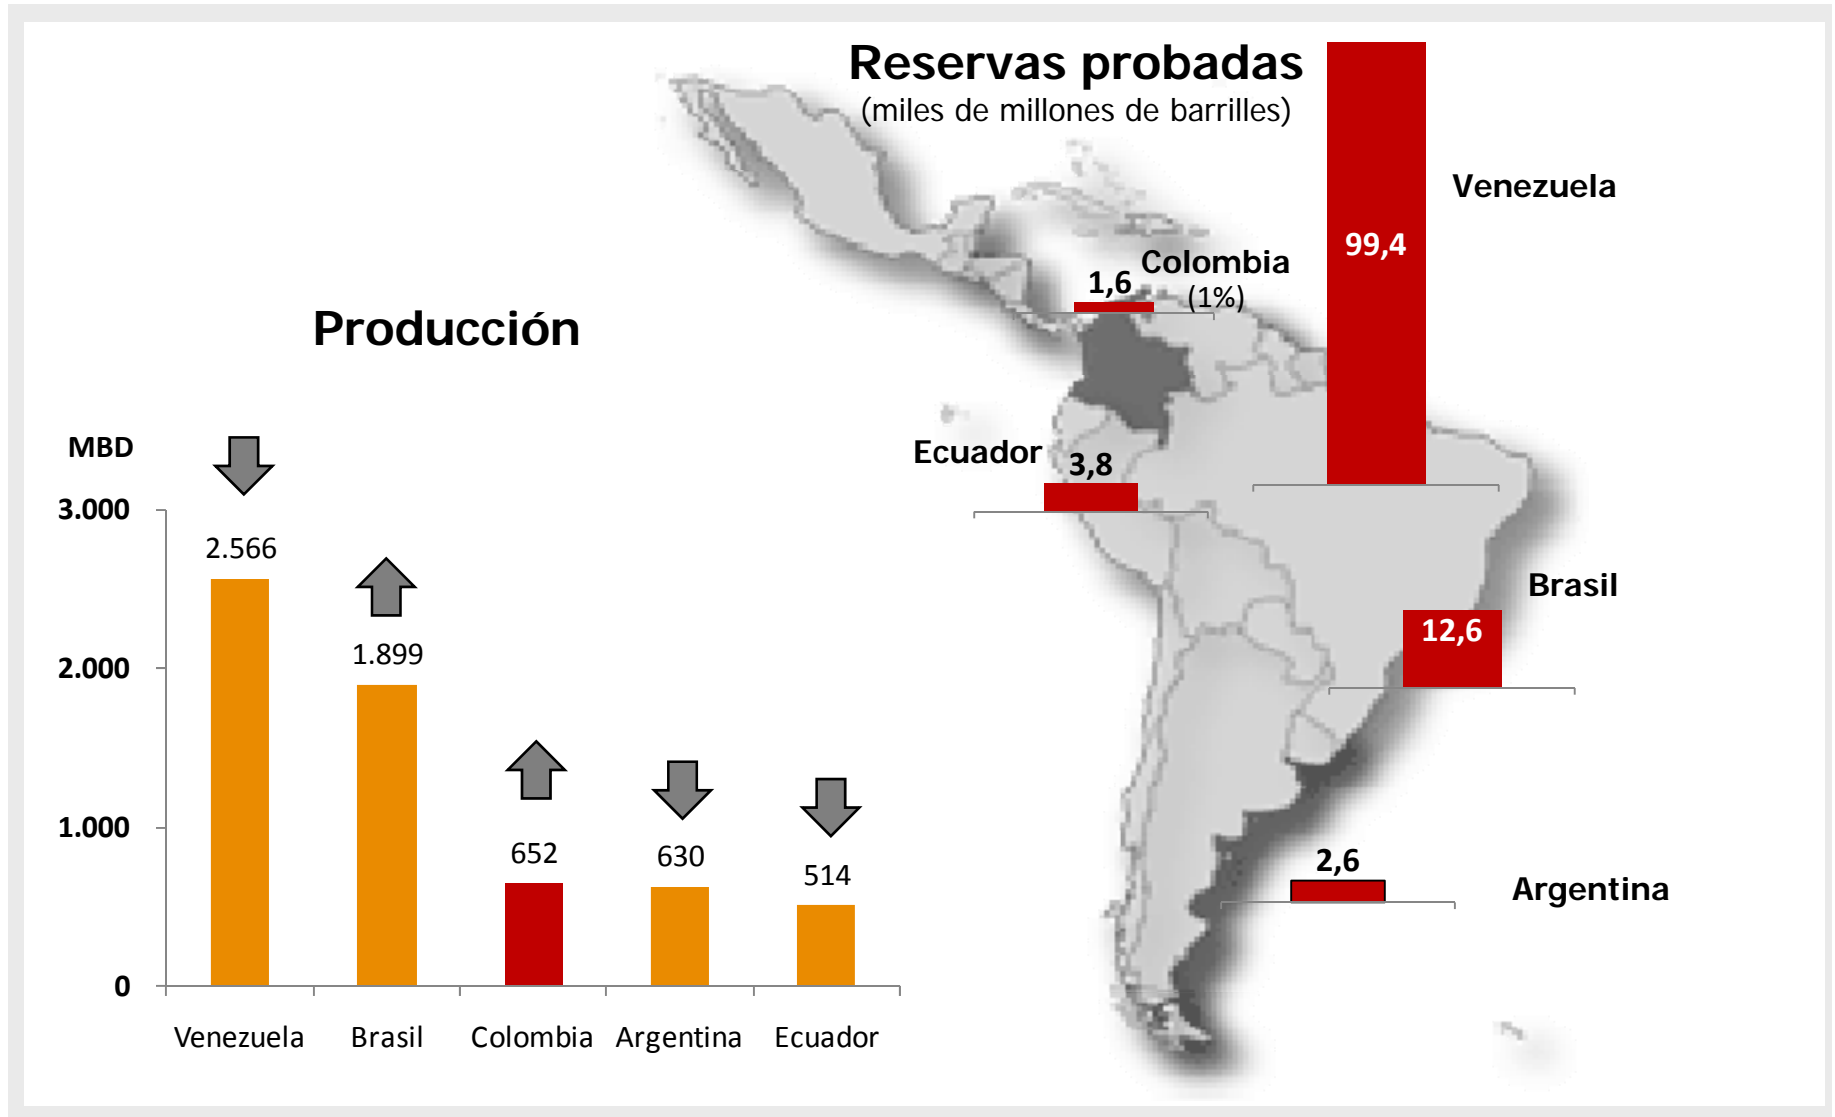 Reservas probadas
(miles de millones de barrilles)
Venezuela
99,4
Colombia
(1%)
1,6
Ecuador
3,8
Brasil
12,6
2,6
Argentina
Producción
MBD
3.000
2.000
1.000
0
2.566
1.899
652
630
514
Venezuela
Brasil
Colombia
Argentina
Ecuador